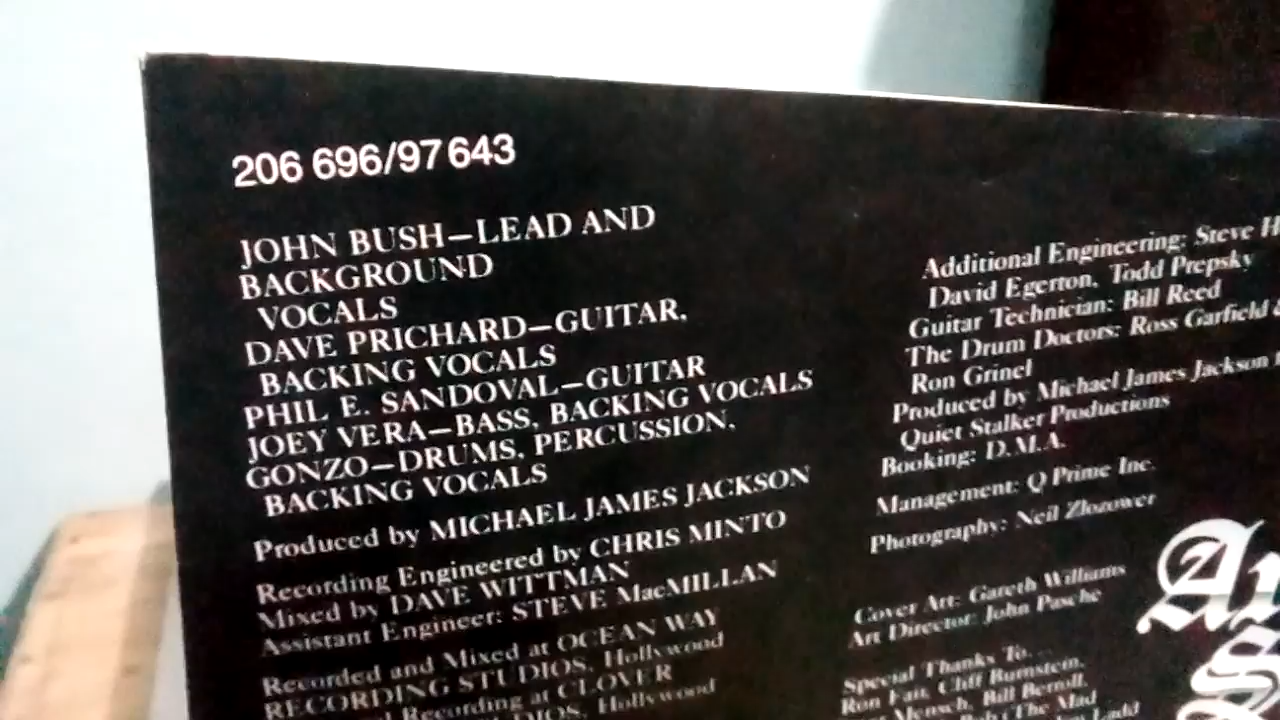 206 696/97 643
JOHN BUSH—LEAD AND
BACKGROUND
VOCALS
DAVE PRICHARD—GUITAR,
BACKING VOCALS
PHIL E. SANDOVAL—GUITAR
JOEY VERA—BASS, BACKING VOCALS
GONZO—DRUMS, PERCUSSION,
BACKING VOCALS
Produced by MICHAEL JAMES JACKSON
Recording Engineered by CHRIS MINTO
Mixed by DAVE WITTMAN
Assistant Engineer: STEVE MacMILLAN
Recorded and Mixed at OCEAN WAY
RECORDING STUDIOS, Hollywood
Recording at CLOVER
Hollywood
Additional Engineering: Steve
David Egerton, Todd Prepsky
Guitar Technician: Bill Reed
The Drum Doctors: Ross Garfield &
Ron Grinel
Produced by Michael James Jackson
Quiet Stalker Productions
Booking: D.M.A.
Management: Q Prime Inc.
Photography: Neil Zlozower
Cover Art: Gareth Williams
Art Director: John Pasche
Special Thanks To...
Ron Fair, Cliff Burnstein,
Mensch, Bill Berroll,
(The Mad
Ladd